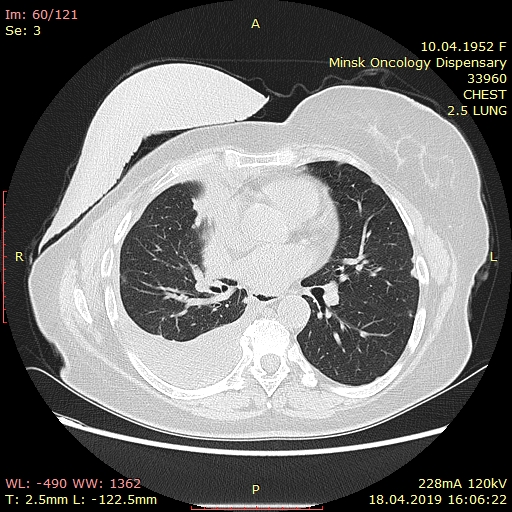 Im: 60/121
Se: 3
A
10.04.1952 F
Minsk Oncology Dispensary
33960
CHEST
2.5 LUNG
R
L
WL: -490 WW: 1362
T: 2.5mm L: -122.5mm
P
228mA 120kV
18.04.2019 16:06:22